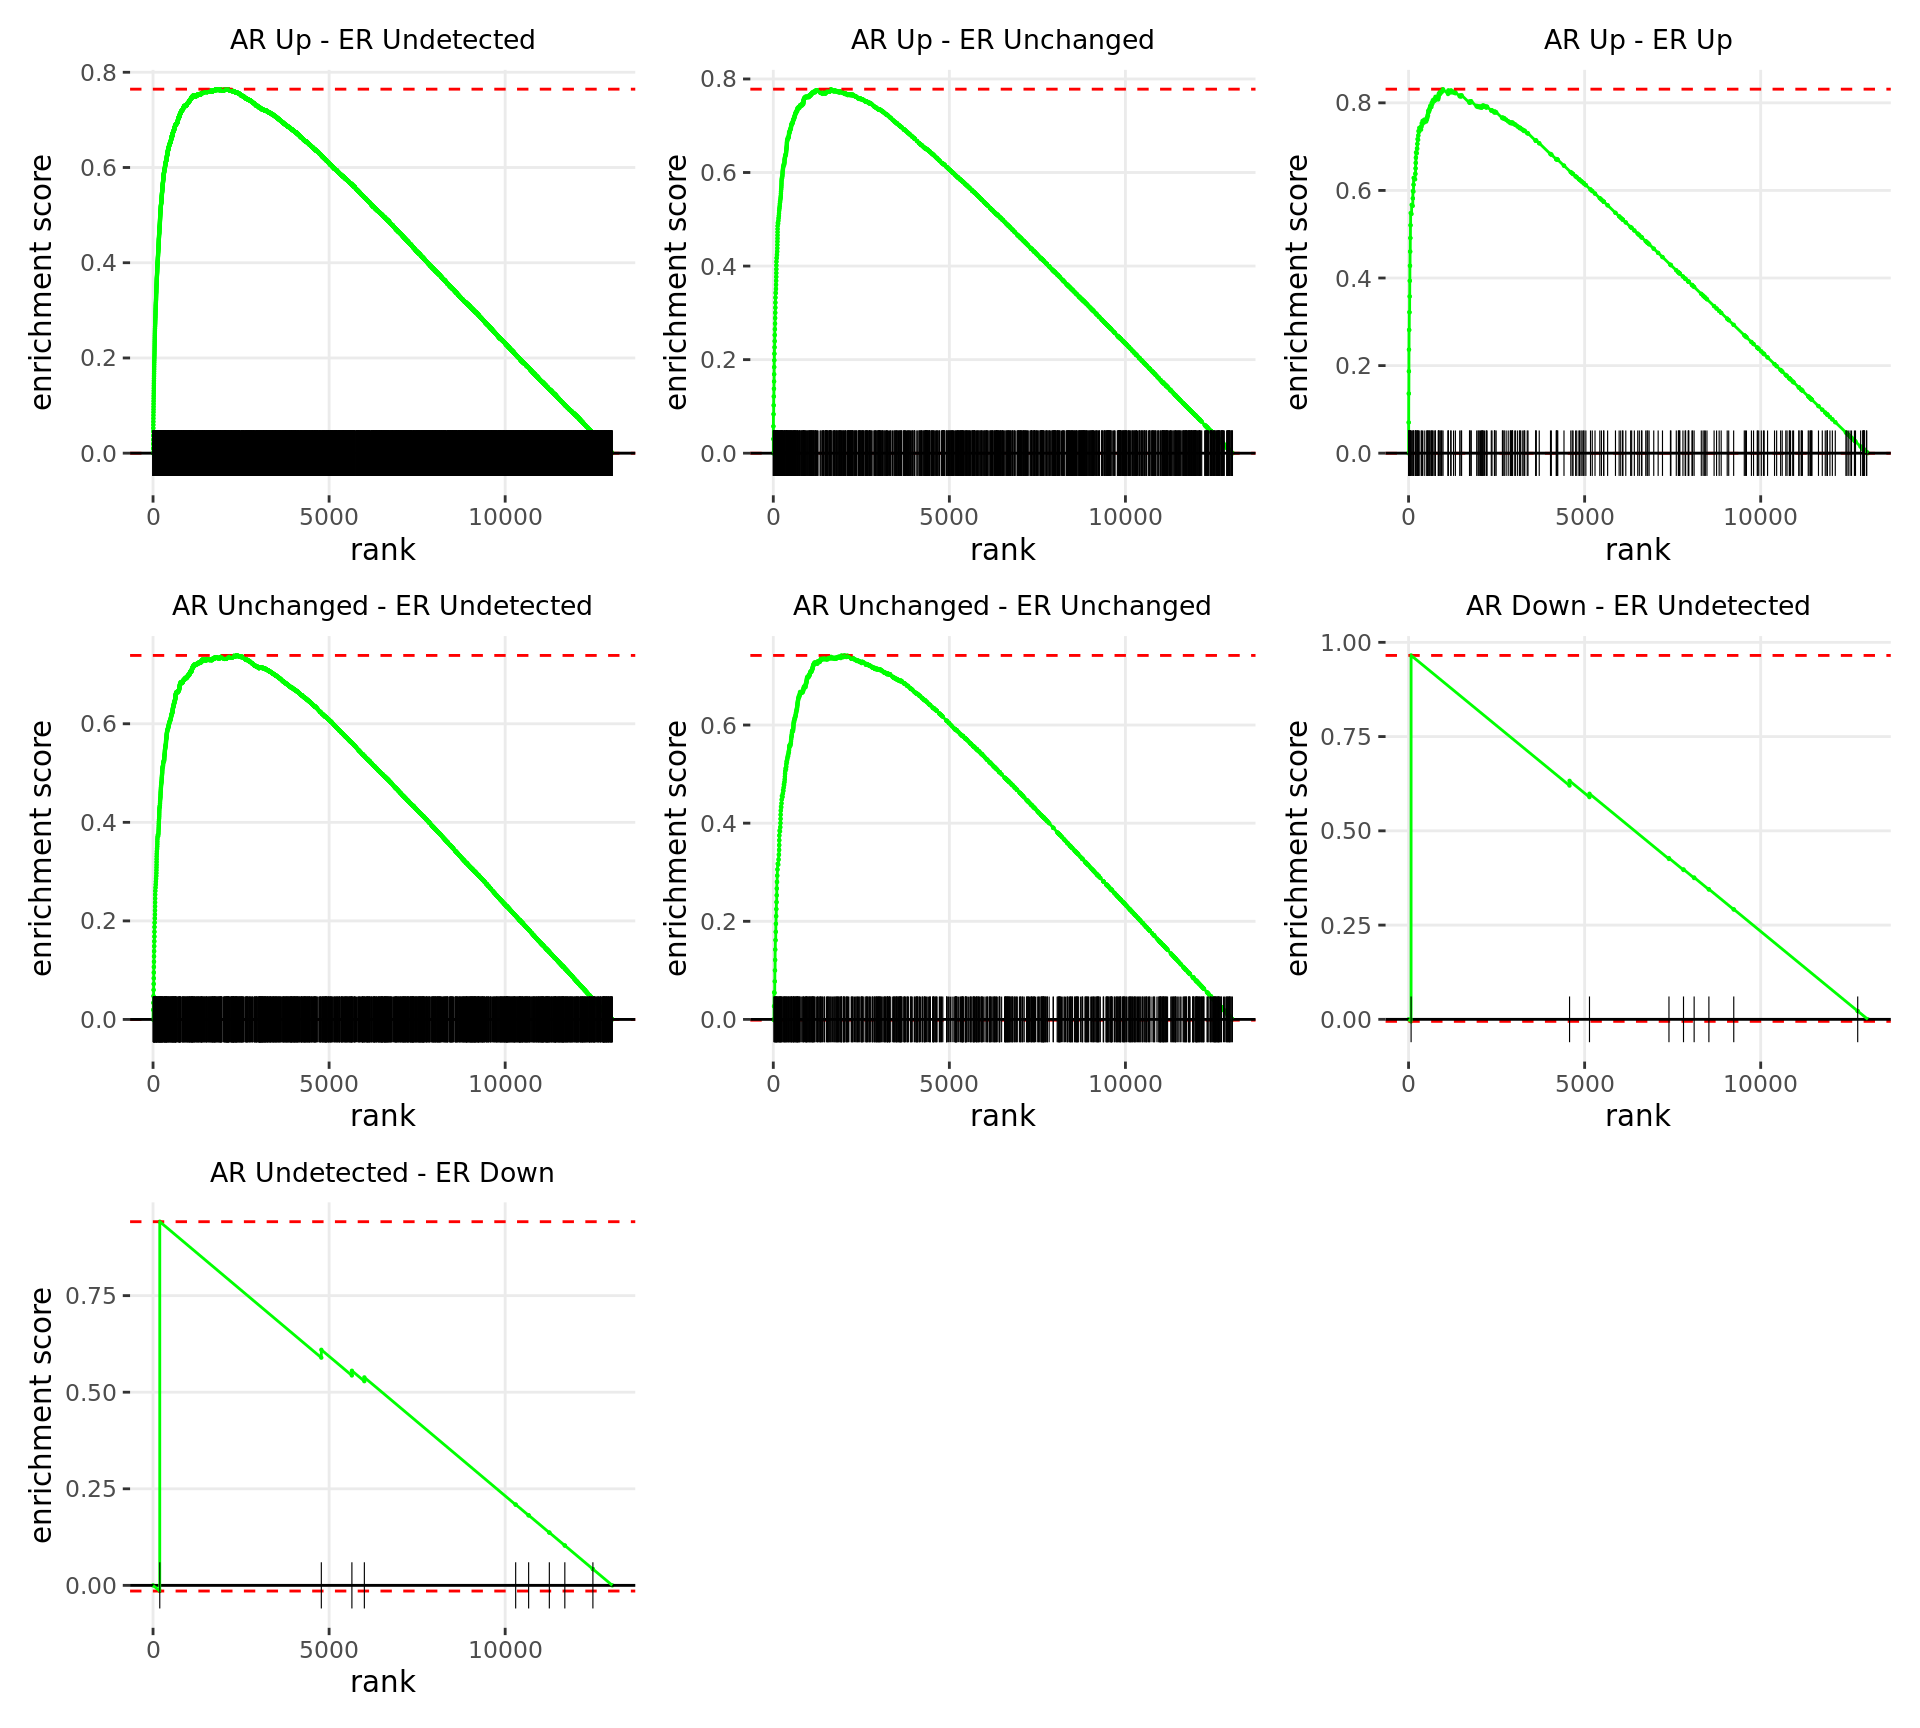 AR Up - ER Undetected
AR Up - ER Unchanged
AR Up - ER Up
enrichment score
0.8
0.6
0.4
0.2
0.0
0 5000 10000
rank
enrichment score
0.8
0.6
0.4
0.2
0.0
0 5000 10000
rank
enrichment score
0.8
0.6
0.4
0.2
0.0
0 5000 10000
rank
AR Unchanged - ER Undetected
AR Unchanged - ER Unchanged
AR Down - ER Undetected
enrichment score
0.6
0.4
0.2
0.0
0 5000 10000
rank
enrichment score
0.6
0.4
0.2
0.0
0 5000 10000
rank
enrichment score
1.00
0.75
0.50
0.25
0.00
0 5000 10000
rank
AR Undetected - ER Down
enrichment score
0.75
0.50
0.25
0.00
0 5000 10000
rank